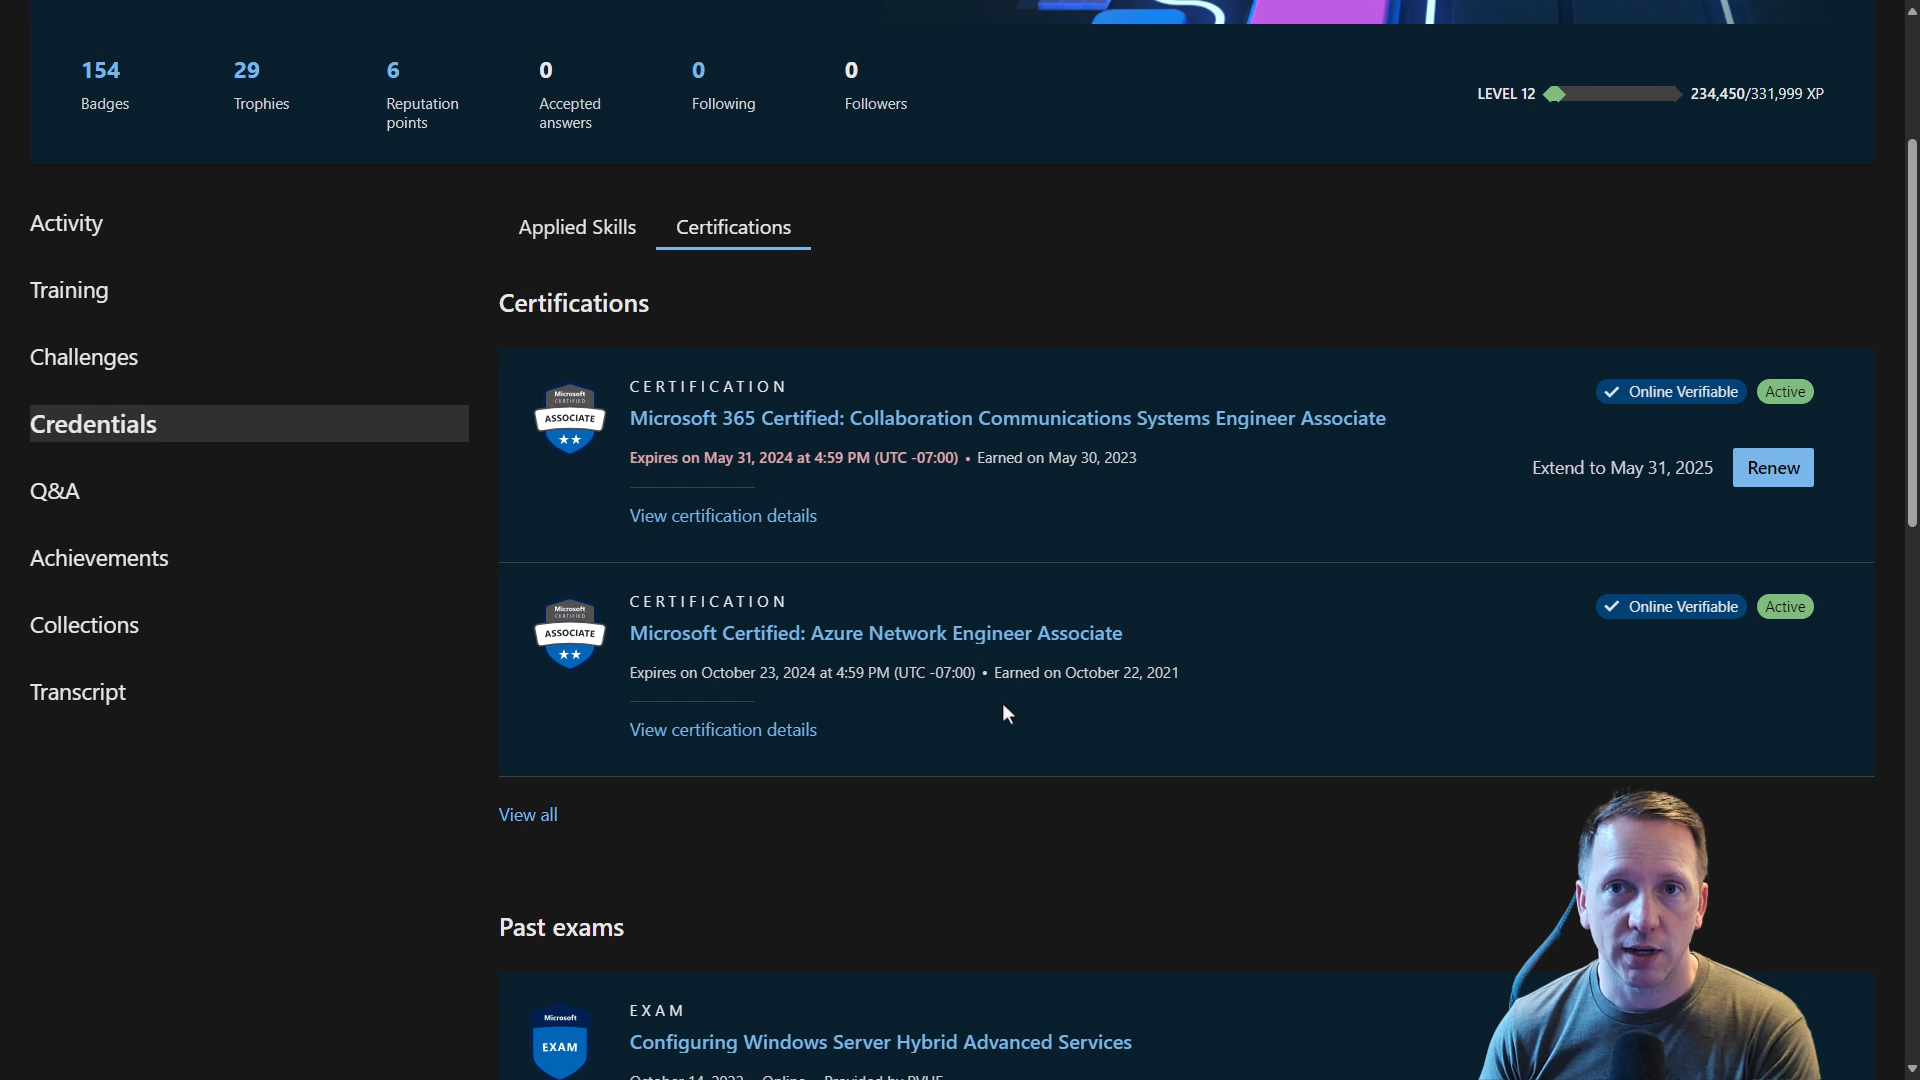 154
Badges
29
Trophies
6
Reputation
points
0
Accepted
answers
0
Following
0
Followers
LEVEL 12
234,450/331,999 XP
Activity
Training
Challenges
Credentials
Q&A
Achievements
Collections
Transcript
Applied Skills
Certifications
Certifications
Microsoft
CERTIFIED
ASSOCIATE
CERTIFICATION
Microsoft 365 Certified: Collaboration Communications Systems Engineer Associate
Expires on May 31, 2024 at 4:59 PM (UTC -07:00) • Earned on May 30, 2023
View certification details
Online Verifiable
Active
Extend to May 31, 2025
Renew
Microsoft
CERTIFIED
ASSOCIATE
CERTIFICATION
Microsoft Certified: Azure Network Engineer Associate
Expires on October 23, 2024 at 4:59 PM (UTC -07:00) • Earned on October 22, 2021
View certification details
Online Verifiable
Active
View all
Past exams
Microsoft
EXAM
EXAM
Configuring Windows Server Hybrid Advanced Services